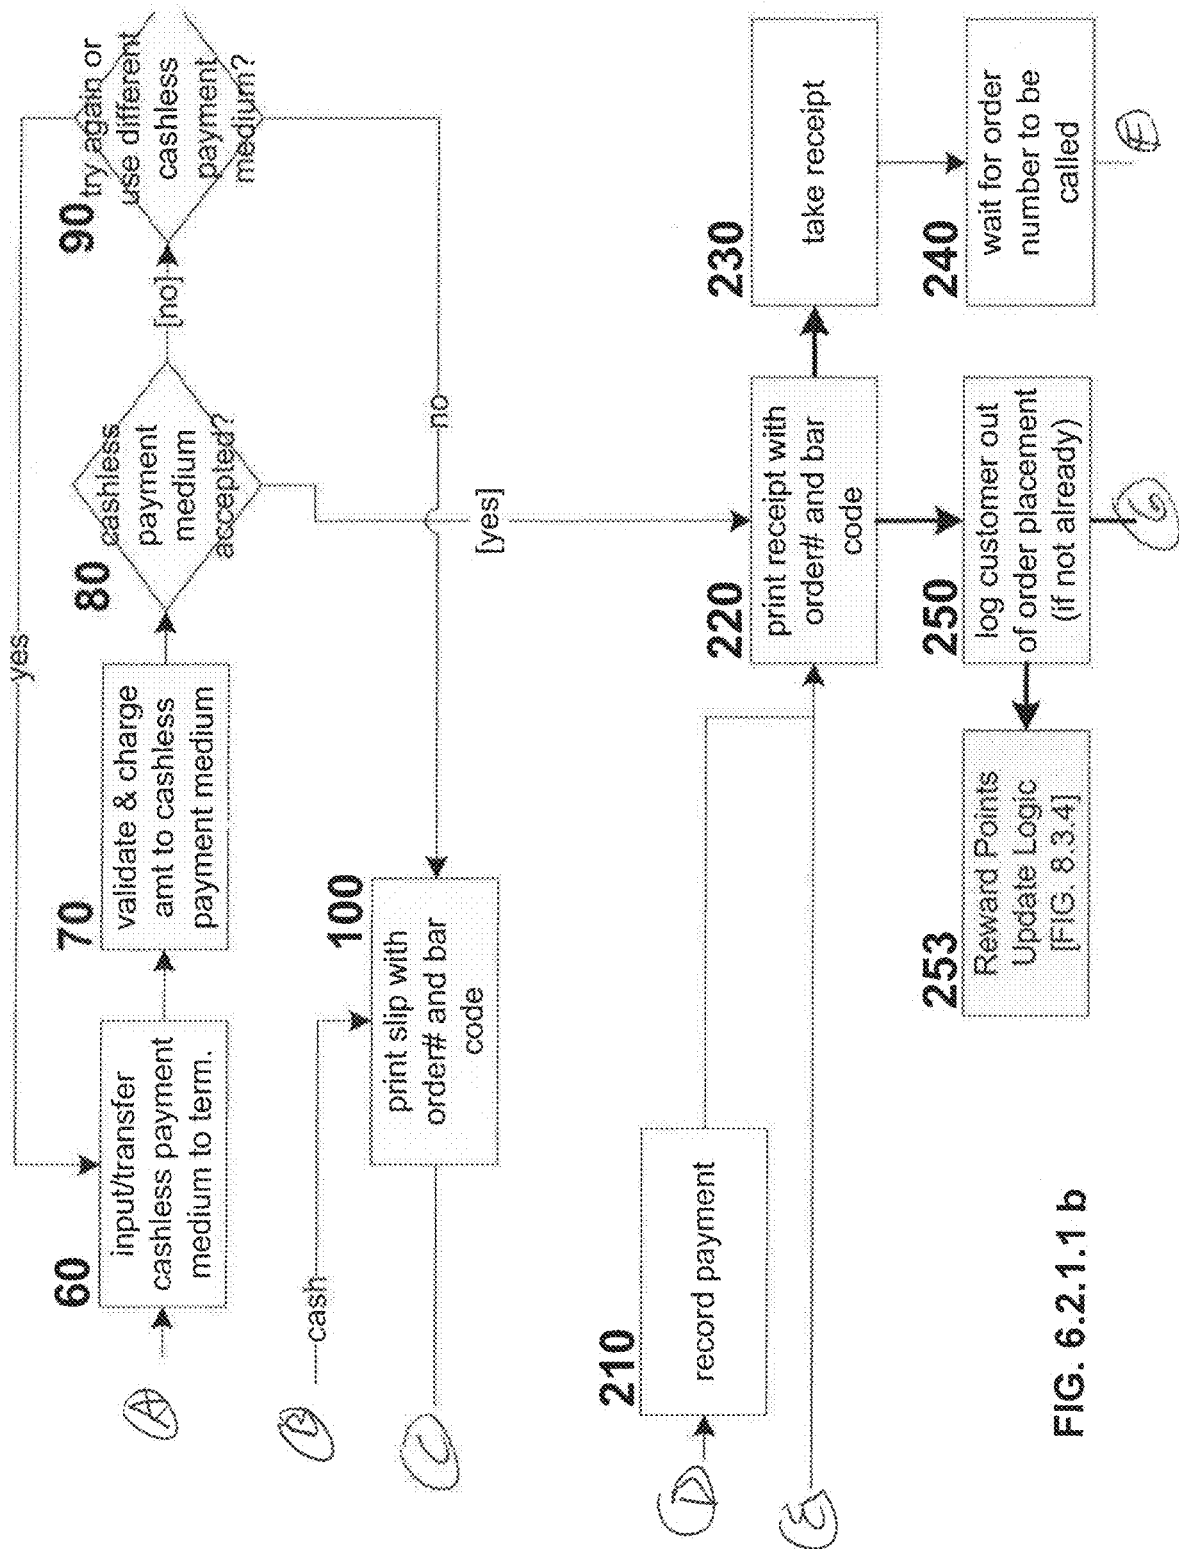 yes
60
input/transfer
cashless payment
medium to term.
70
validate & charge
amt to cashless
payment medium
80
cashless
payment
medium
accepted?
[no]
90
try again or
use different
cashless
payment
medium?
A
B
cash
100
print slip with
order# and bar
code
no
C
[yes]
D
210
record payment
E
220
print receipt with
order# and bar
code
230
take receipt
253
Reward Points
Update Logic
[FIG. 8.3.4]
250
log customer out
of order placement
(if not already)
240
wait for order
number to be
called
G
F
FIG. 6.2.1.1 b